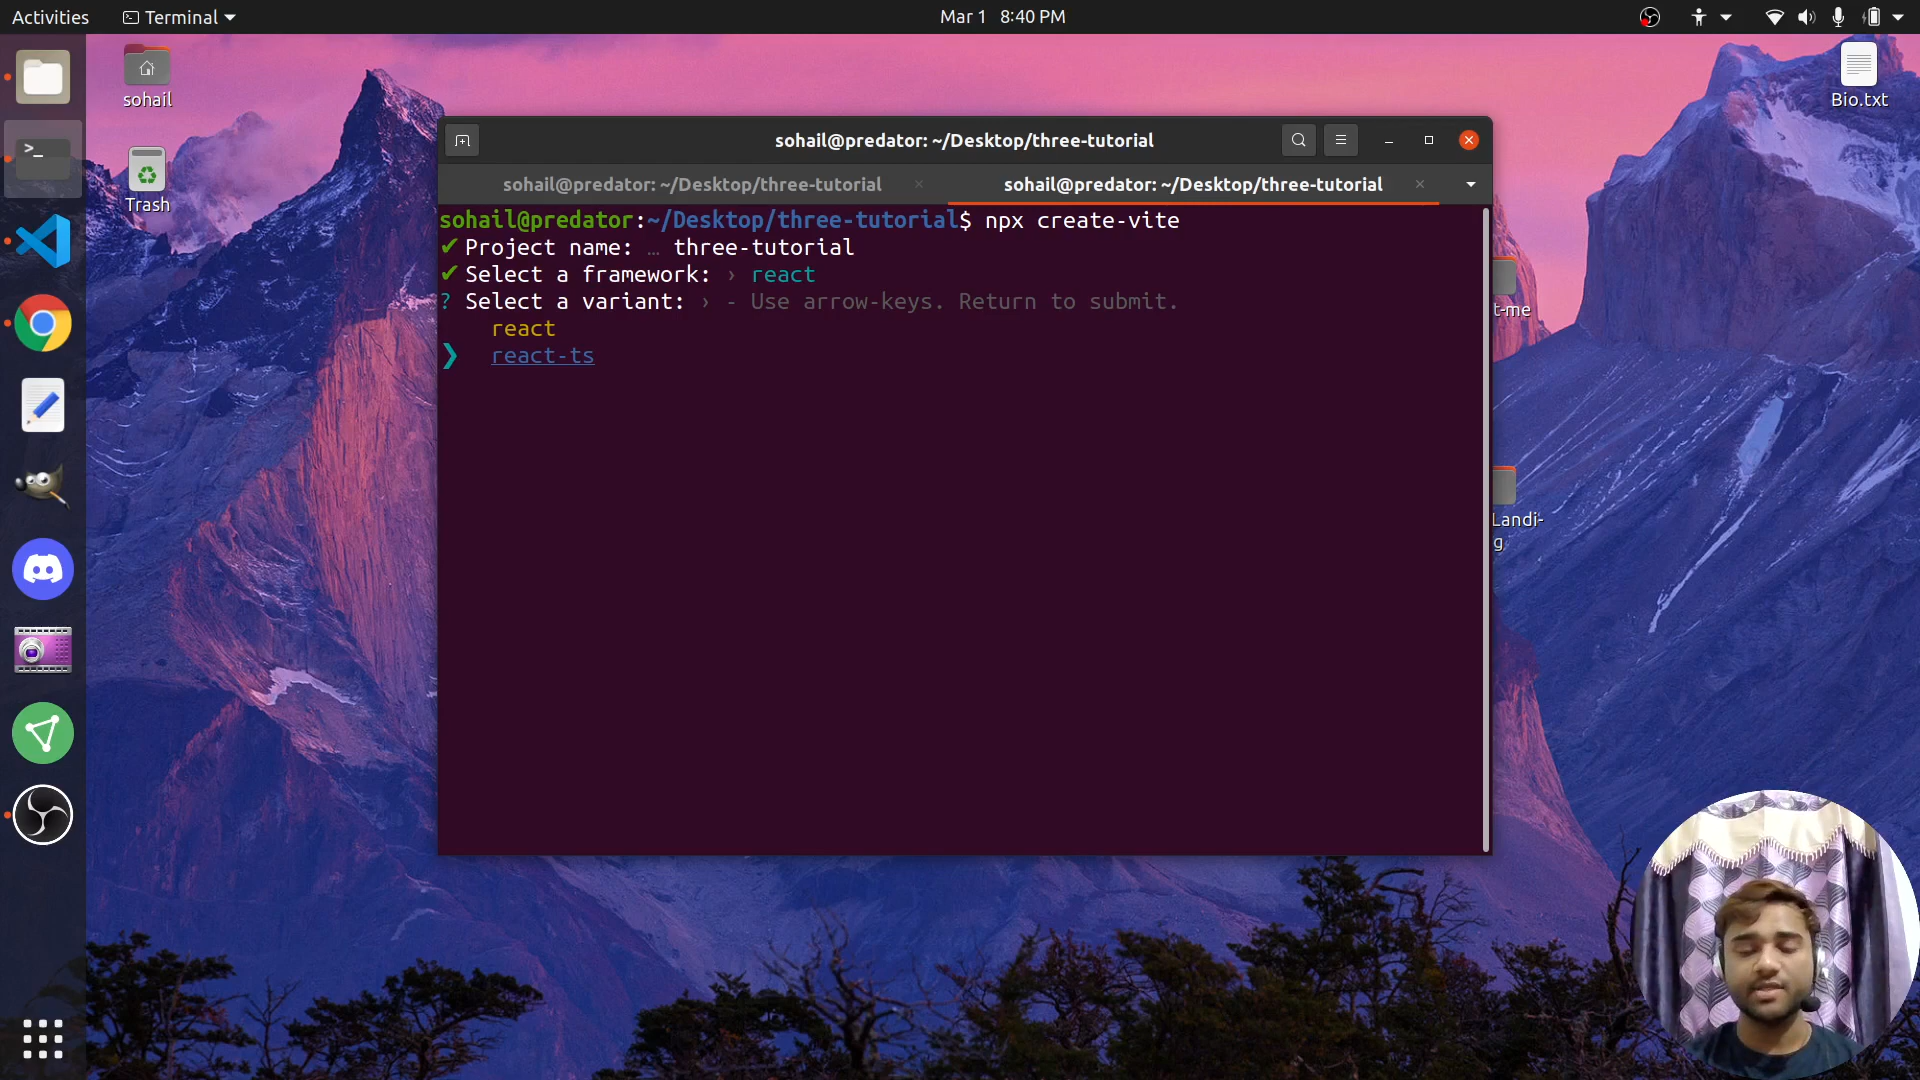 Activities
Terminal
Mar 1 8:40 PM
sohail
Trash
Bio.txt
sohail@predator: ~/Desktop/three-tutorial
sohail@predator: ~/Desktop/three-tutorial
sohail@predator: ~/Desktop/three-tutorial
sohail@predator:~/Desktop/three-tutorial$ npx create-vite
✔ Project name: … three-tutorial
✔ Select a framework: › react
? Select a variant: › - Use arrow-keys. Return to submit.
react
❯ react-ts
t-me
Landi-
g